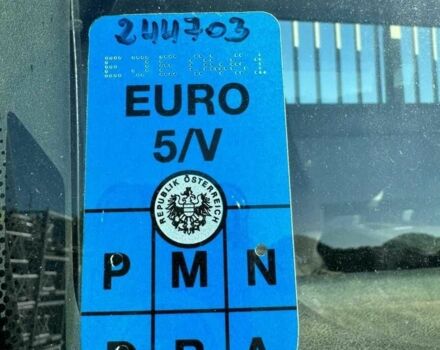 244703
EURO
5/V
REPUBLIK ÖSTERREICH
P M N